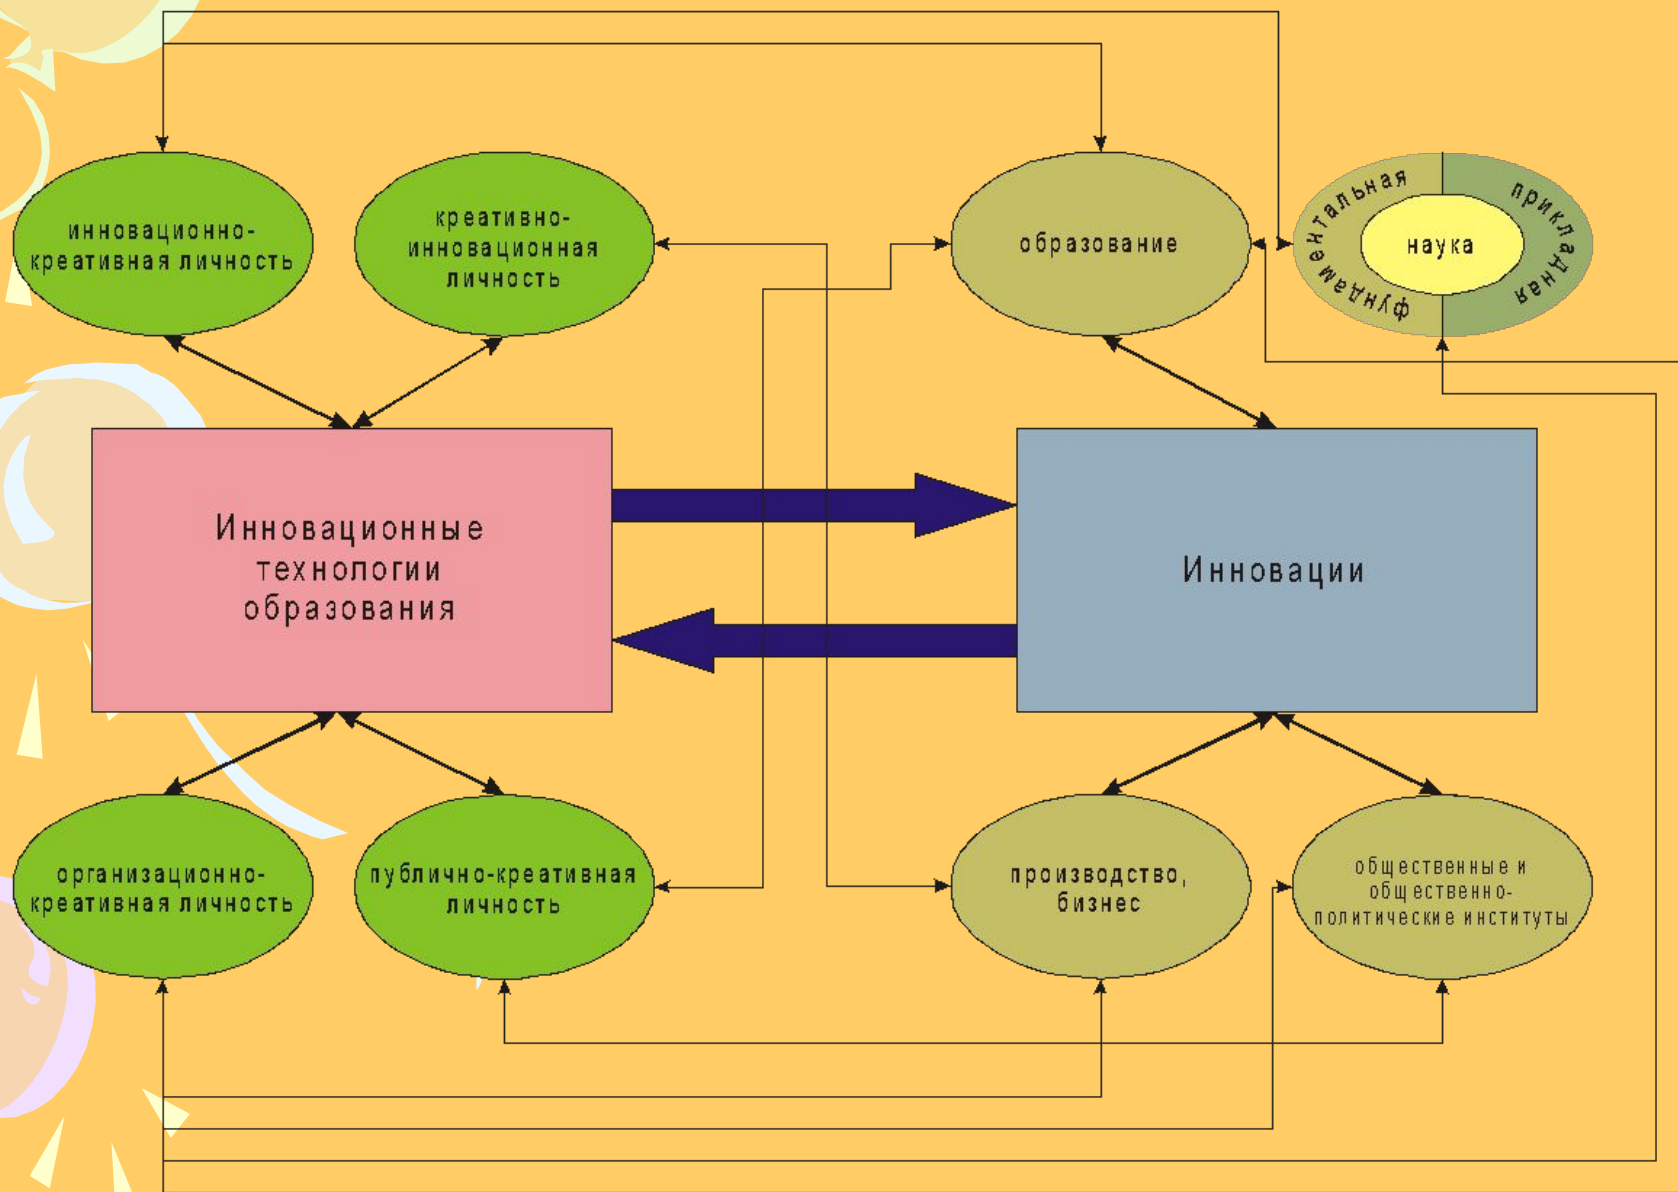 инновационно-
креативная личность
креативно-
инновационная
личность
образование
фундаментальная
прикладная
наука
Инновационные
технологии
образования
Инновации
организационно-
креативная личность
публично-креативная
личность
производство,
бизнес
общественные и
общественно-
политические институты